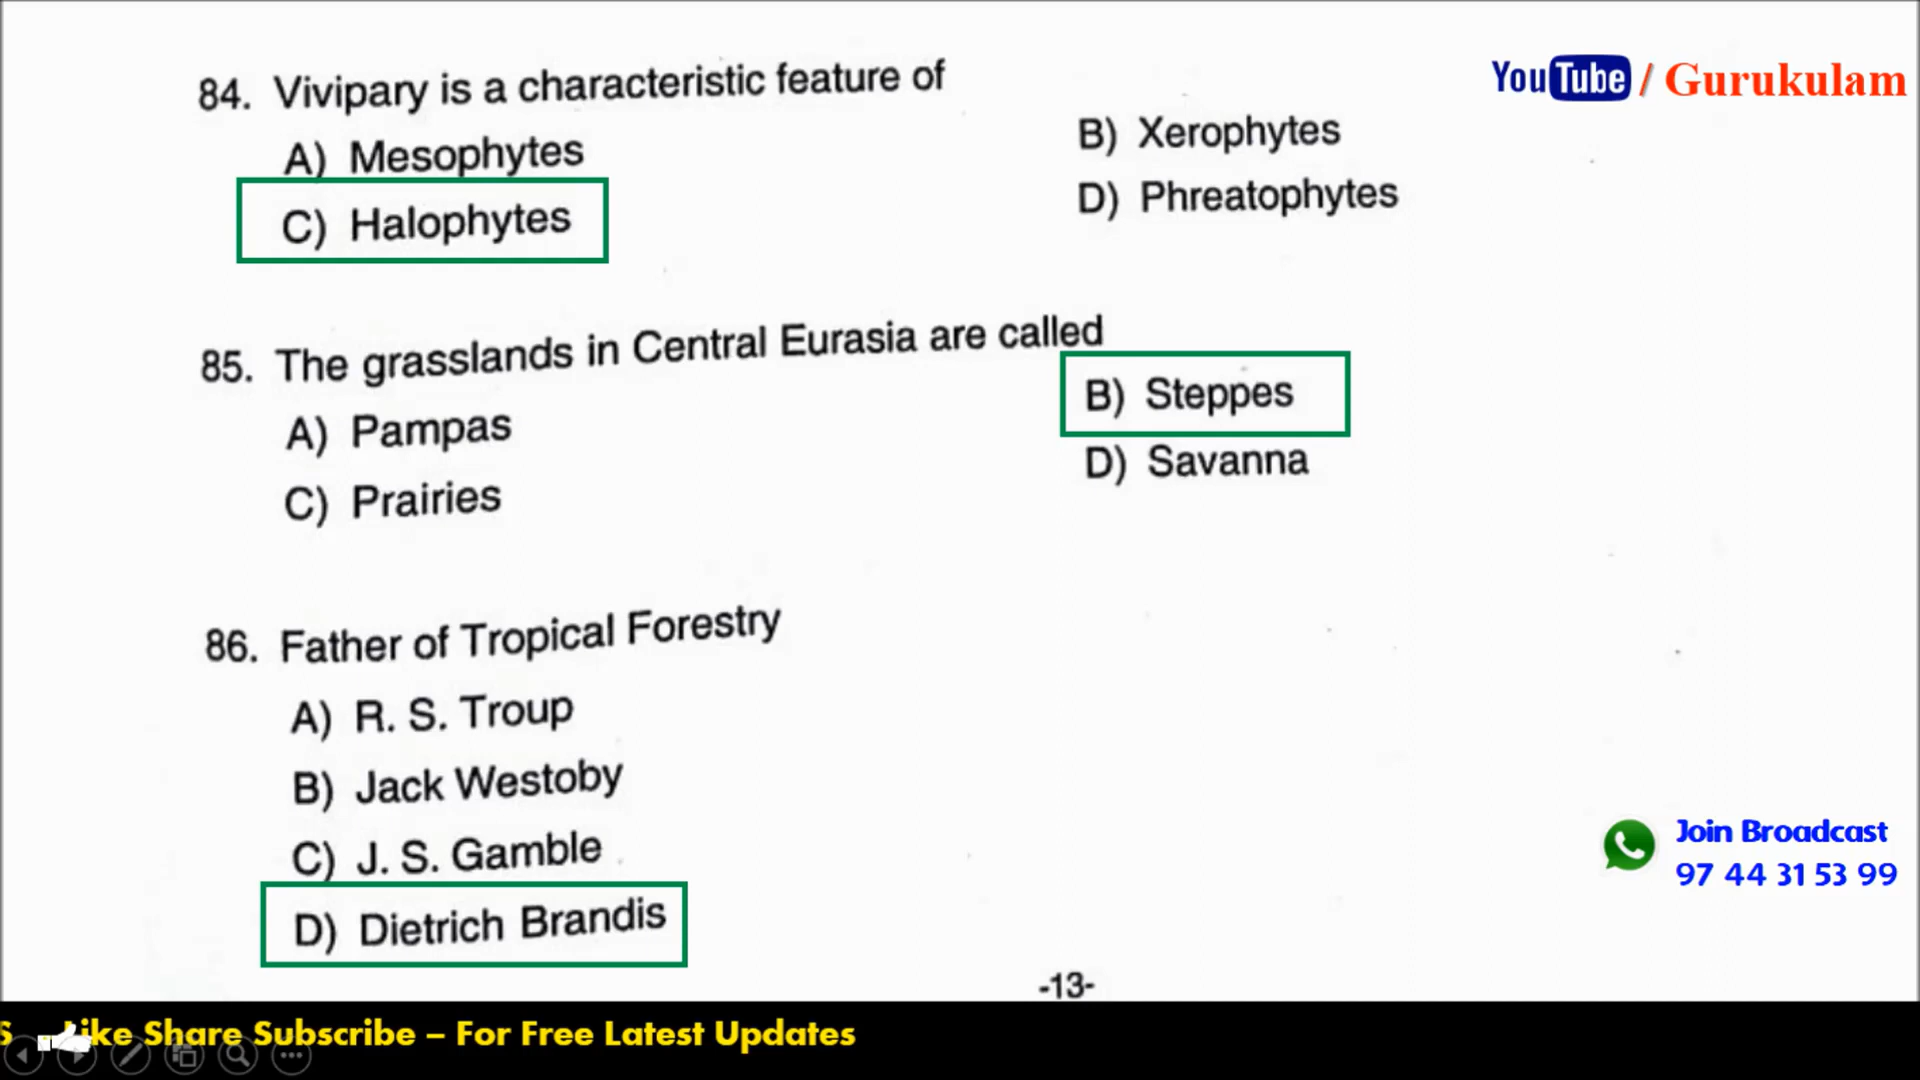 YouTube / Gurukulam
84. Vivipary is a characteristic feature of
A) Mesophytes
B) Xerophytes
C) Halophytes
D) Phreatophytes
85. The grasslands in Central Eurasia are called
A) Pampas
B) Steppes
C) Prairies
D) Savanna
86. Father of Tropical Forestry
A) R. S. Troup
B) Jack Westoby
C) J. S. Gamble
D) Dietrich Brandis
Join Broadcast
97 44 31 53 99
-13-
S Like Share Subscribe – For Free Latest Updates